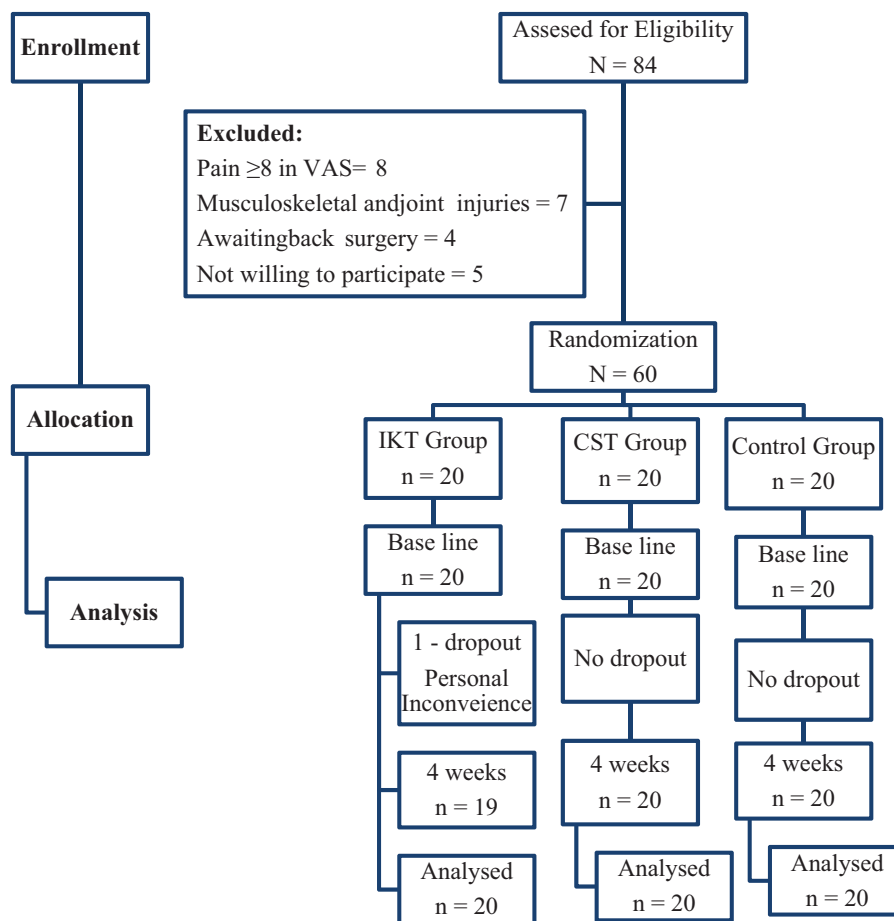 Enrollment
Assesed for Eligibility
N = 84
Excluded:
Pain ≥8 in VAS= 8
Musculoskeletal andjoint injuries = 7
Awaitingback surgery = 4
Not willing to participate = 5
Randomization
N = 60
Allocation
IKT Group
n = 20
CST Group
n = 20
Control Group
n = 20
Base line
n = 20
Base line
n = 20
Base line
n = 20
Analysis
1 - dropout
Personal
Inconveience
No dropout
No dropout
4 weeks
n = 19
4 weeks
n = 20
4 weeks
n = 20
Analysed
n = 20
Analysed
n = 20
Analysed
n = 20